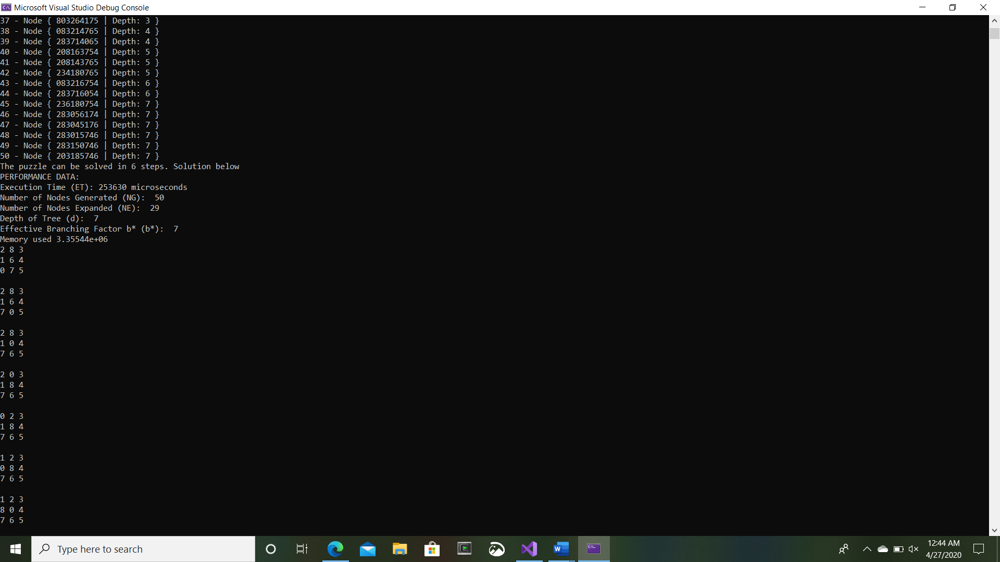 Microsoft Visual Studio Debug Console
37 - Node { 803264175 | Depth: 3 }
38 - Node { 083214765 | Depth: 4 }
39 - Node { 283714065 | Depth: 4 }
40 - Node { 208163754 | Depth: 5 }
41 - Node { 208143765 | Depth: 5 }
42 - Node { 234180765 | Depth: 5 }
43 - Node { 083216754 | Depth: 6 }
44 - Node { 283716054 | Depth: 6 }
45 - Node { 236180754 | Depth: 7 }
46 - Node { 283056174 | Depth: 7 }
47 - Node { 283045176 | Depth: 7 }
48 - Node { 283015746 | Depth: 7 }
49 - Node { 283150746 | Depth: 7 }
50 - Node { 203185746 | Depth: 7 }
The puzzle can be solved in 6 steps. Solution below
PERFORMANCE DATA:
Execution Time (ET): 253630 microseconds
Number of Nodes Generated (NG):  50
Number of Nodes Expanded (NE):  29
Depth of Tree (d):  7
Effective Branching Factor b* (b*):  7
Memory used 3.35544e+06
2 8 3
1 6 4
0 7 5
2 8 3
1 6 4
7 0 5
2 8 3
1 0 4
7 6 5
2 0 3
1 8 4
7 6 5
0 2 3
1 8 4
7 6 5
1 2 3
0 8 4
7 6 5
1 2 3
8 0 4
7 6 5
Type here to search
12:44 AM
4/27/2020